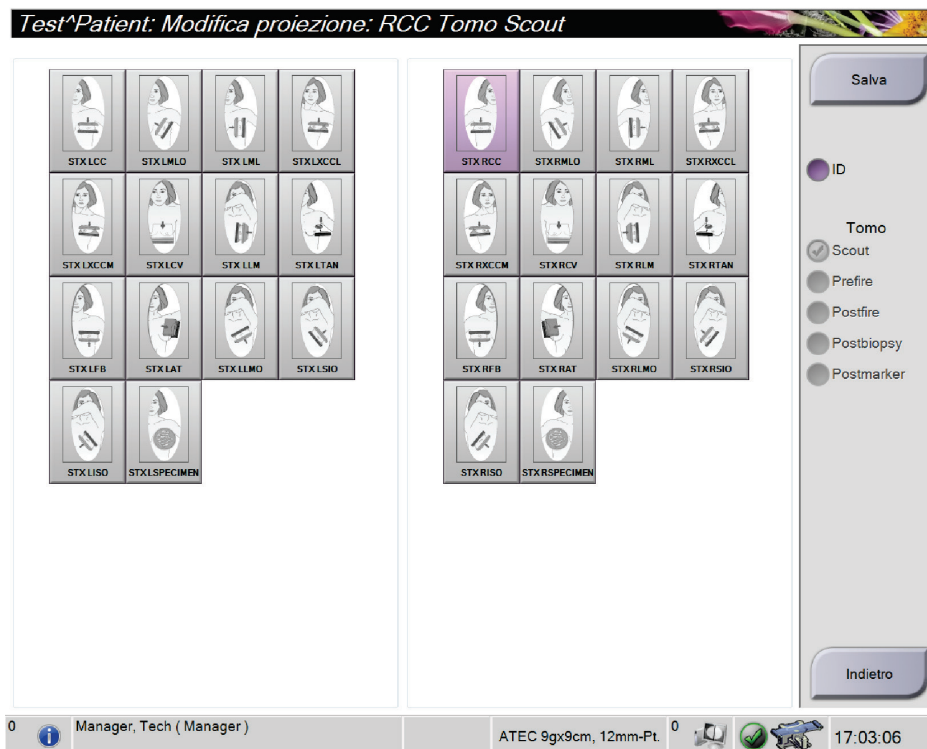 Test^Patient: Modifica proiezione: RCC Tomo Scout
STX LCC STX LMLO STX LML STX LXCCL
STX LXCCM STX LCV STX LLM STX LTAN
STX LFB STX LAT STX LLMO STX LSIO
STX LISO STX LSPECIMEN
STX RCC STX RMLO STX RML STX RXCCL
STX RXCCM STX RCV STX RLM STX RTAN
STX RFB STX RAT STX RLMO STX RSIO
STX RISO STX RSPECIMEN
Salva
ID
Tomo
Scout
Prefire
Postfire
Postbiopsy
Postmarker
Indietro
0 Manager, Tech ( Manager ) ATEC 9gx9cm, 12mm-Pt. 0 17:03:06